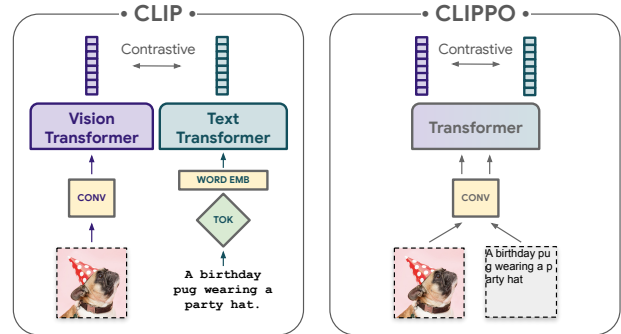 • CLIP •
Contrastive
Vision
Transformer
Text
Transformer
WORD EMB
CONV
TOK
A birthday
pug wearing a
party hat.
• CLIPPO •
Contrastive
Transformer
CONV
A birthday pu
g wearing a p
arty hat